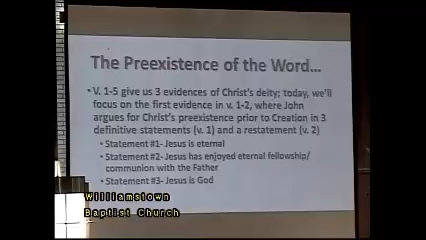 The Preexistence of the Word...
• V. 1-5 give us 3 evidences of Christ's deity; today, we'll
focus on the first evidence in v. 1-2, where John
argues for Christ's preexistence prior to Creation in 3
definitive statements (v. 1) and a restatement (v. 2)
• Statement #1- Jesus is eternal
• Statement #2- Jesus has enjoyed eternal fellowship/
communion with the Father
• Statement #3- Jesus is God
Williamstown
Baptist Church